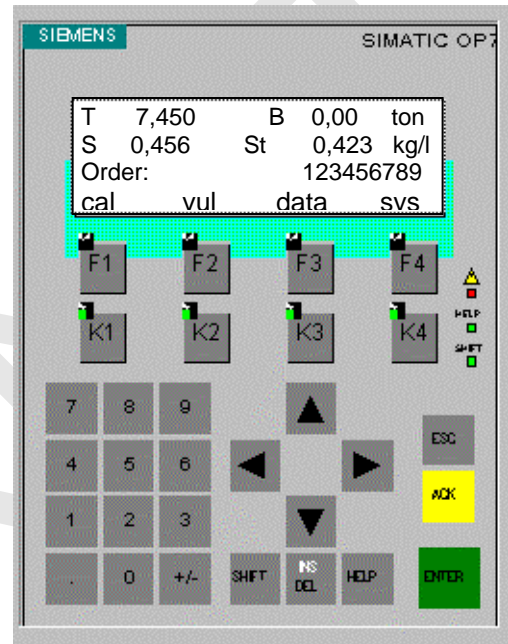 SIEMENS SIMATIC OP7
T 7,450 B 0,00 ton
S 0,456 St 0,423 kg/l
Order: 123456789
cal vul data sys
F1 F2 F3 F4
HELP
K1 K2 K3 K4
SHIFT
7 8 9
ESC
4 5 6
ACK
1 2 3
. 0 +/- SHIFT INS DEL HELP ENTER